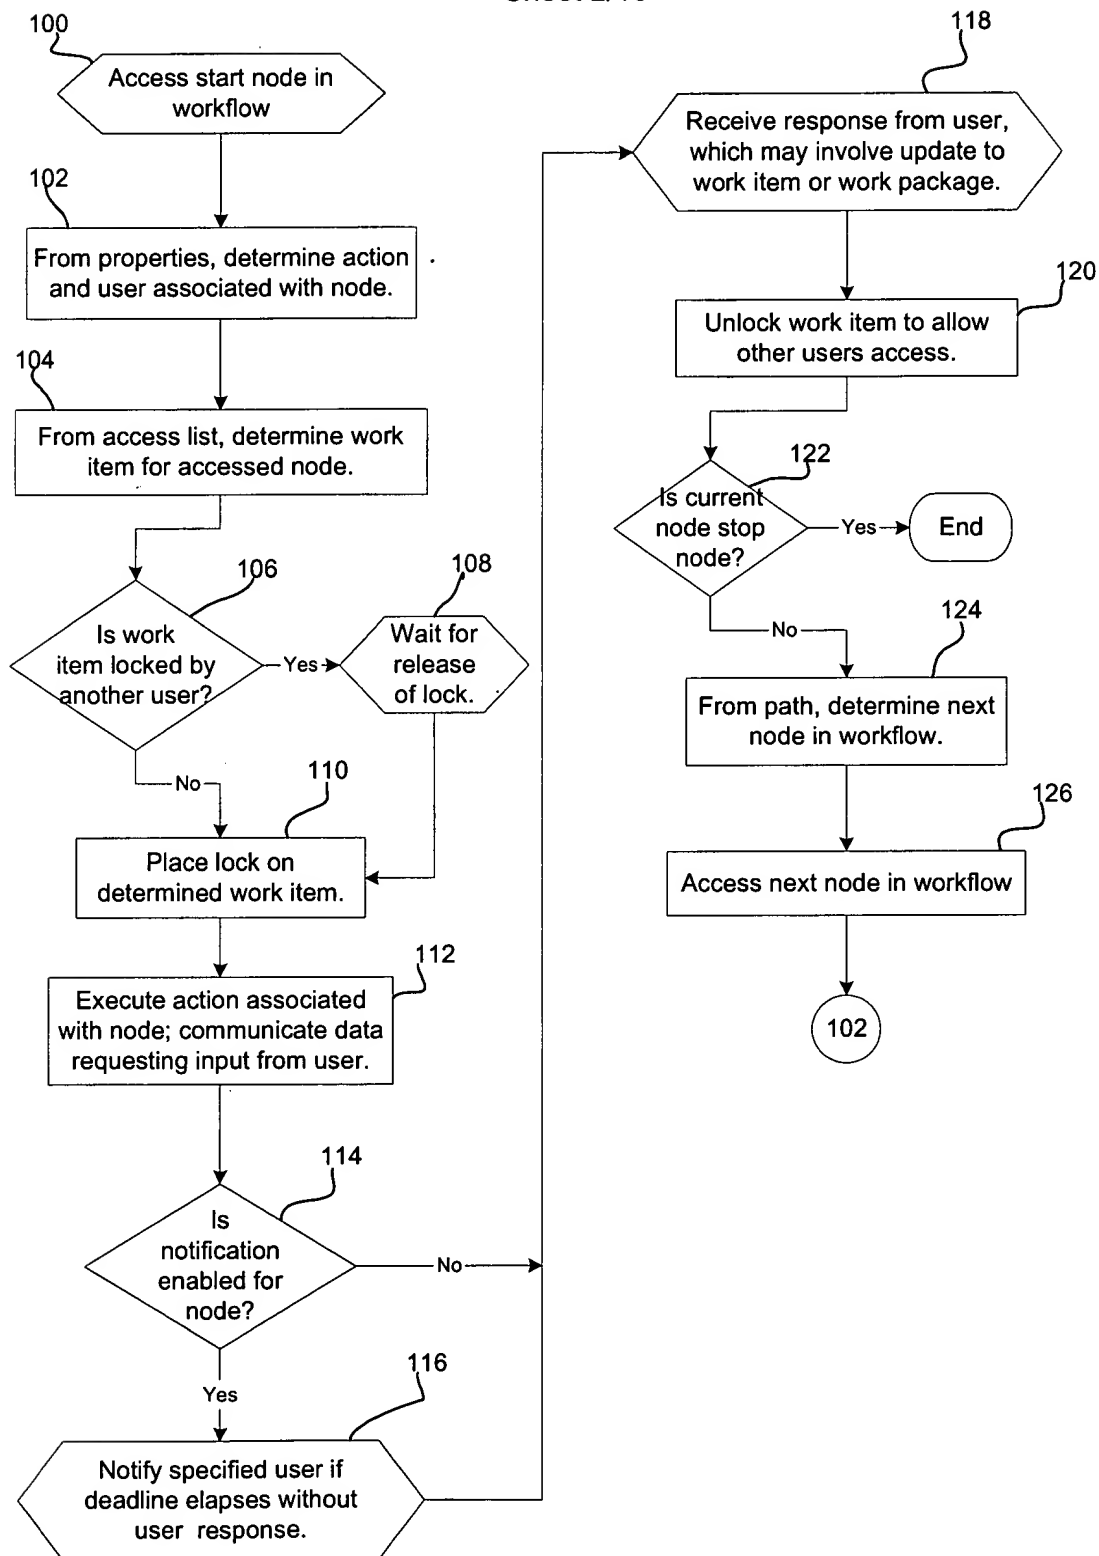 100
Access start node in
workflow
102
From properties, determine action
and user associated with node.
104
From access list, determine work
item for accessed node.
106
Is work
item locked by
another user?
Yes
108
Wait for
release
of lock.
No
110
Place lock on
determined work item.
112
Execute action associated
with node; communicate data
requesting input from user.
114
Is
notification
enabled for
node?
No
Yes
116
Notify specified user if
deadline elapses without
user response.
118
Receive response from user,
which may involve update to
work item or work package.
120
Unlock work item to allow
other users access.
122
Is current
node stop
node?
Yes
End
No
124
From path, determine next
node in workflow.
126
Access next node in workflow
102